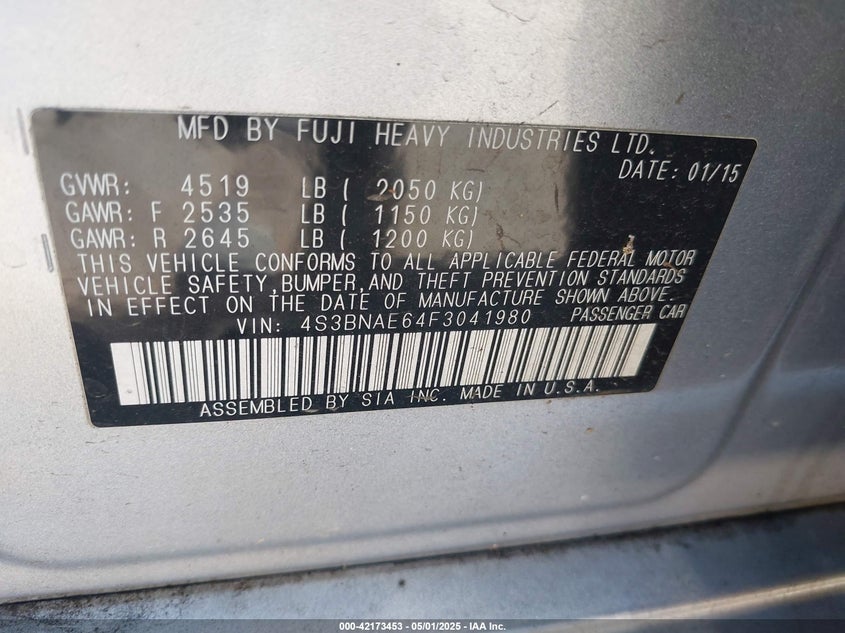 MFD BY FUJI HEAVY INDUSTRIES LTD.
DATE: 01/15
GVWR: 4519 LB ( 2050 KG)
GAWR: F 2535 LB ( 1150 KG)
GAWR: R 2645 LB ( 1200 KG)
THIS VEHICLE CONFORMS TO ALL APPLICABLE FEDERAL MOTOR
VEHICLE SAFETY, BUMPER, AND THEFT PREVENTION STANDARDS
IN EFFECT ON THE DATE OF MANUFACTURE SHOWN ABOVE.
VIN: 4S3BNAE64F3041980 PASSENGER CAR
ASSEMBLED BY SIA INC. MADE IN U.S.A.
000-42173453 — 05/01/2025 — IAA Inc.